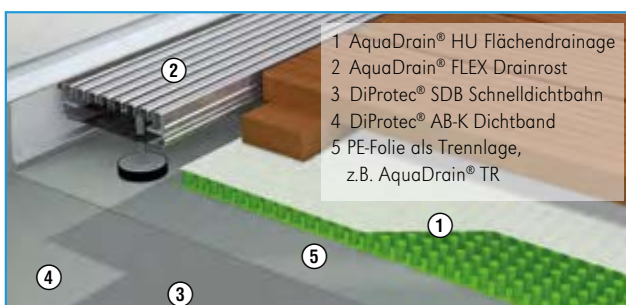 1 AquaDrain® HU Flächendrainage
2 AquaDrain® FLEX Drainrost
3 DiProtec® SDB Schnelldichtbahn
4 DiProtec® AB-K Dichtband
5 PE-Folie als Trennlage,
z.B. AquaDrain® TR
2
1
5
4
3